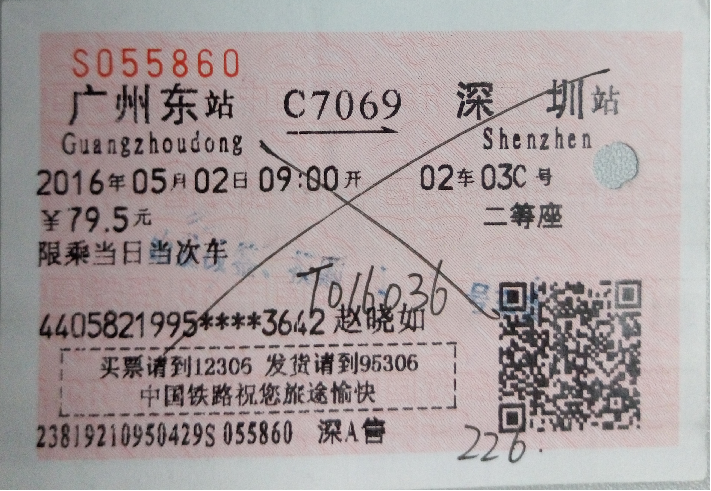 S055860
广州东站 C7069 深圳站
Guangzhoudong Shenzhen
2016年05月02日09:00开 02车03C号
￥79.5元 二等座
限乘当日当次车
T016036
4405821995****3642 赵晓如
买票请到12306 发货请到95306
中国铁路祝您旅途愉快
23819210950429S055860 深A售
226.